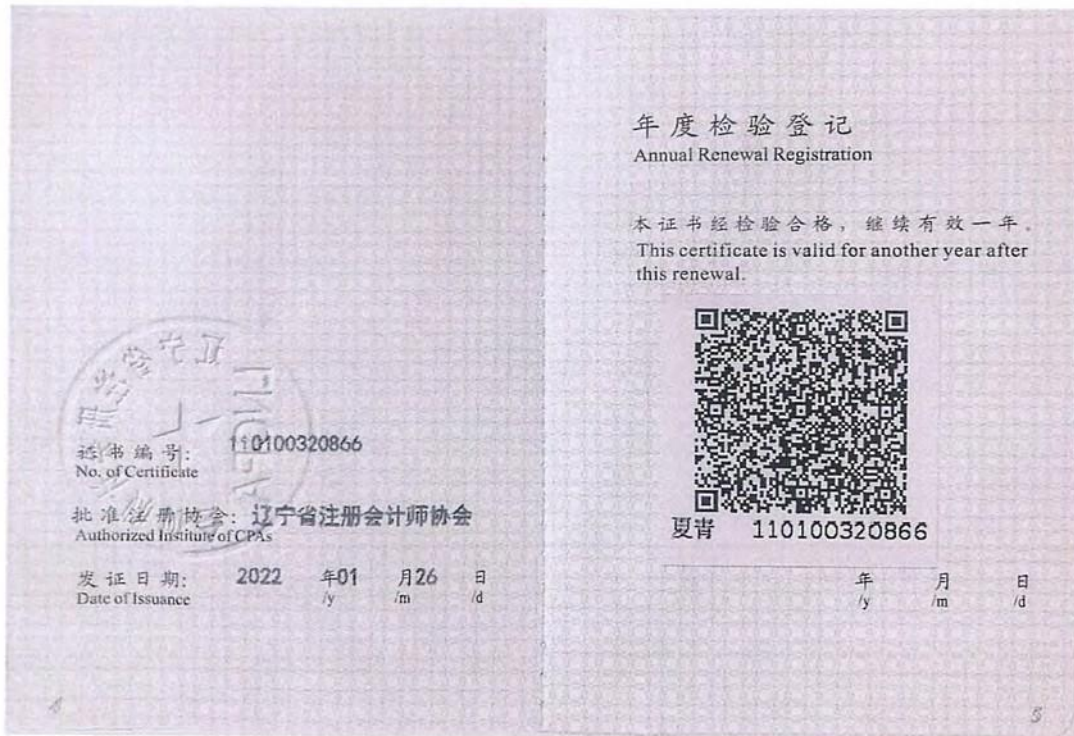 证书编号: 110100320866
No. of Certificate
批准注册协会: 辽宁省注册会计师协会
Authorized Institute of CPAs
发证日期: 2022 年01 月26 日
Date of Issuance /y /m /d
4
年度检验登记
Annual Renewal Registration
本证书经检验合格，继续有效一年。
This certificate is valid for another year after
this renewal.
夏青 110100320866
年 月 日
/y /m /d
5